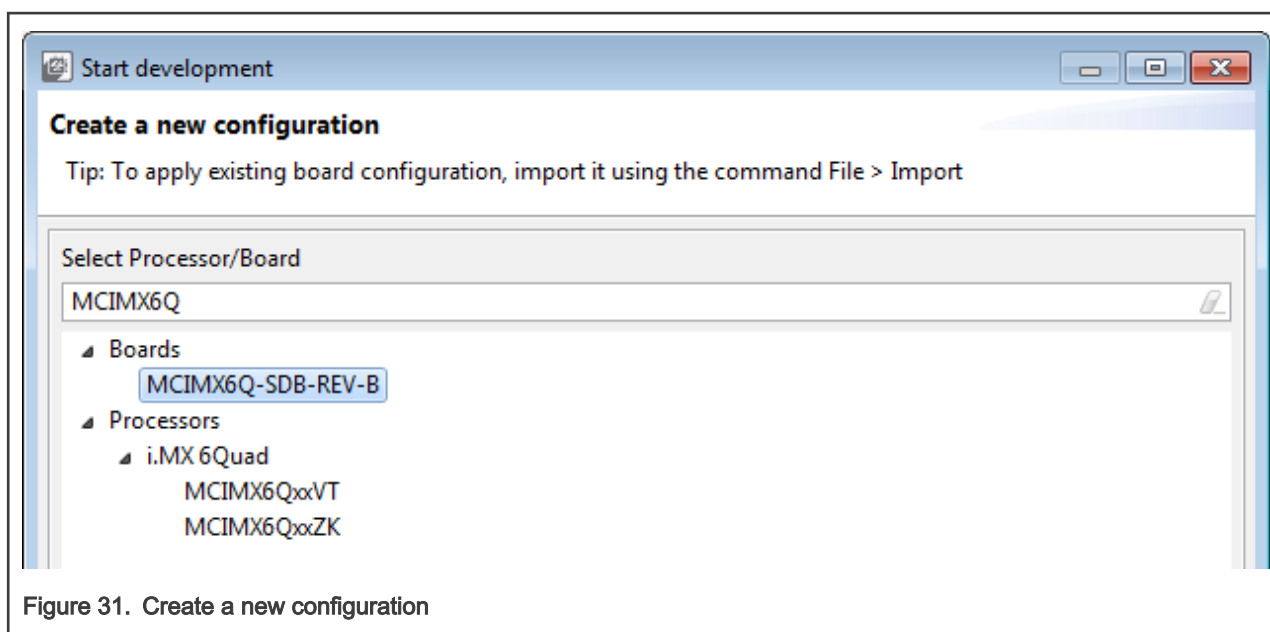 Start development
Create a new configuration
Tip: To apply existing board configuration, import it using the command File > Import
Select Processor/Board
MCIMX6Q
Boards
MCIMX6Q-SDB-REV-B
Processors
i.MX 6Quad
MCIMX6QxxVT
MCIMX6QxxZK
Figure 31. Create a new configuration